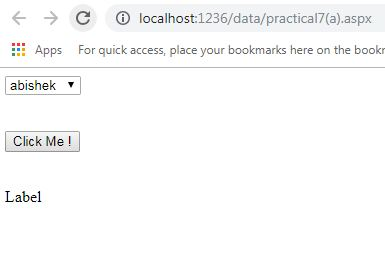 localhost:1236/data/practical7(a).aspx
Apps For quick access, place your bookmarks here on the bookm
abishek
Click Me !
Label